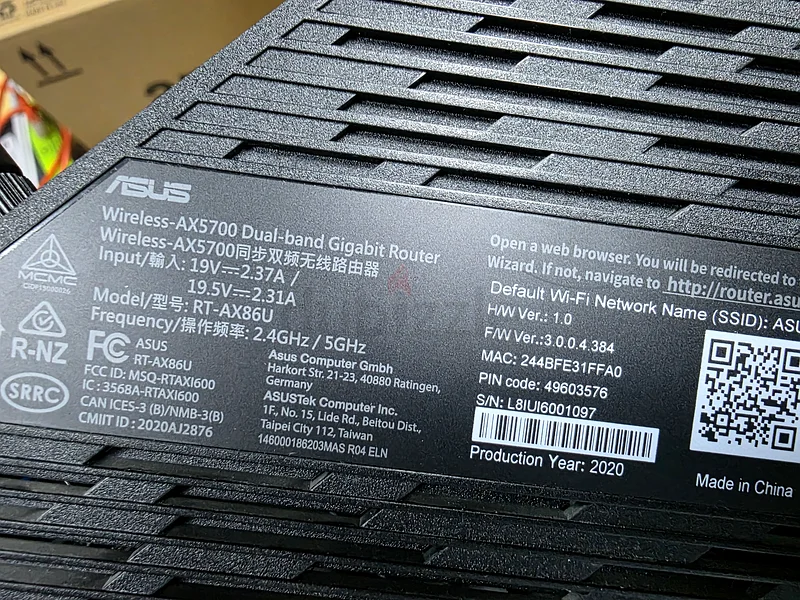 ASUS
Wireless-AX5700 Dual-band Gigabit Router
Wireless-AX5700同步双频无线路由器
Input/輸入: 19V⎓2.37A /
19.5V⎓2.31A
Model/型号: RT-AX86U
Frequency/操作频率: 2.4GHz / 5GHz
MCMC
CIDP15000026
R-NZ
SRRC
FC
ASUS
RT-AX86U
FCC ID: MSQ-RTAXI600
IC: 3568A-RTAXI600
CAN ICES-3 (B)/NMB-3(B)
CMIIT ID: 2020AJ2876
Asus Computer GmbH
Harkort Str. 21-23, 40880 Ratingen,
Germany
ASUSTek Computer Inc.
1F., No. 15, Lide Rd., Beitou Dist.,
Taipei City 112, Taiwan
146000186203MAS R04 ELN
Open a web browser. You will be redirected to
Wizard. If not, navigate to http://router.asu
Default Wi-Fi Network Name (SSID): ASU
H/W Ver.: 1.0
F/W Ver.:3.0.0.4.384
MAC: 244BFE31FFA0
PIN code: 49603576
S/N: L8IUI6001097
Production Year: 2020
Made in China